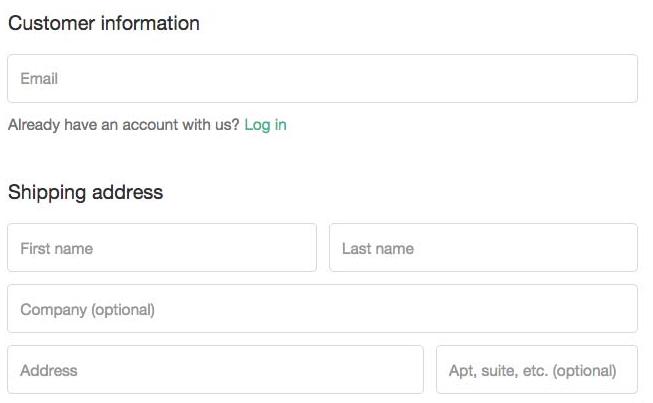 Customer information
Email
Already have an account with us? Log in
Shipping address
First name Last name
Company (optional)
Address Apt, suite, etc. (optional)